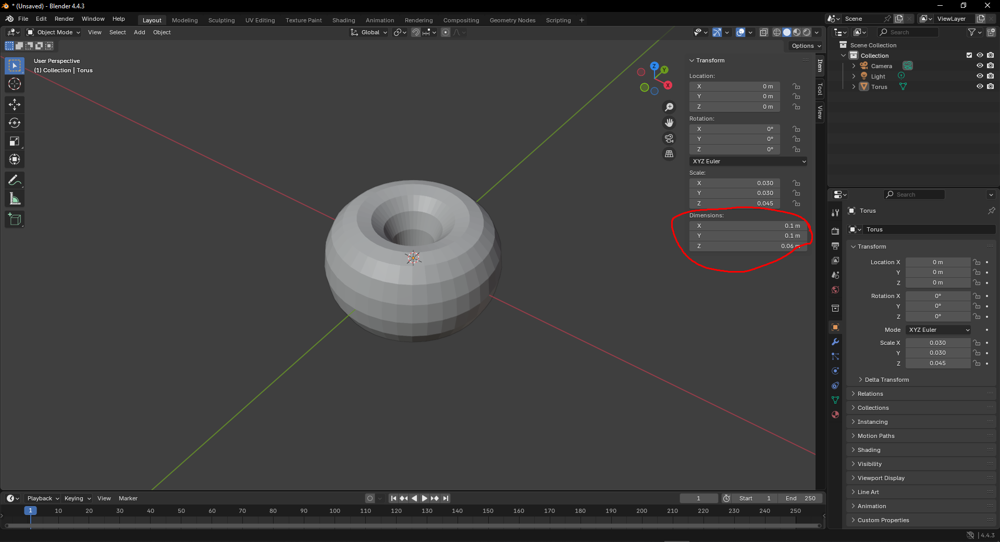 * (Unsaved) - Blender 4.4.3
File Edit Render Window Help
Layout Modeling Sculpting UV Editing Texture Paint Shading Animation Rendering Compositing Geometry Nodes Scripting +
Scene
ViewLayer
Object Mode View Select Add Object
Global
Options
User Perspective
(1) Collection | Torus
Z
Y
X
Transform
Location:
X 0 m
Y 0 m
Z 0 m
Rotation:
X 0°
Y 0°
Z 0°
XYZ Euler
Scale:
X 0.030
Y 0.030
Z 0.045
Dimensions:
X 0.1 m
Y 0.1 m
Z 0.06 m
Item
Tool
View
Search
Scene Collection
Collection
Camera
Light
Torus
Search
Torus
Torus
Transform
Location X 0 m
Y 0 m
Z 0 m
Rotation X 0°
Y 0°
Z 0°
Mode XYZ Euler
Scale X 0.030
Y 0.030
Z 0.045
Delta Transform
Relations
Collections
Instancing
Motion Paths
Shading
Visibility
Viewport Display
Line Art
Animation
Custom Properties
Playback Keying View Marker
1
Start 1
End 250
1 10 20 30 40 50 60 70 80 90 100 110 120 130 140 150 160 170 180 190 200 210 220 230 240 250
4.4.3